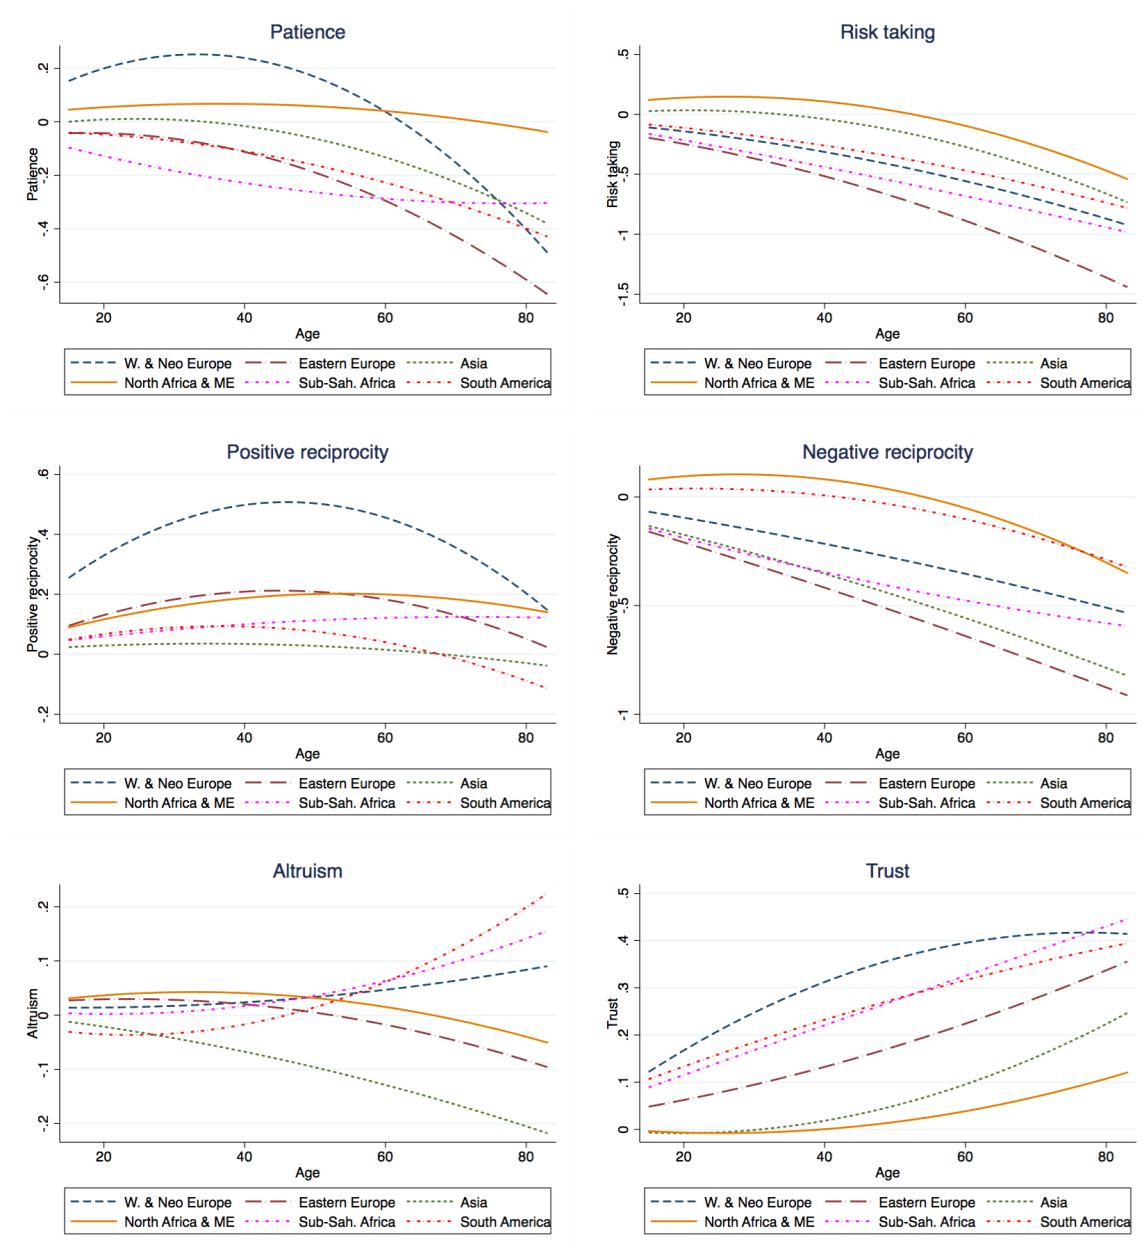 Patience
Risk taking
Patience
.2
0
-.2
-.4
-.6
20 40 60 80
Age
Risk taking
.5
0
-.5
-1
-1.5
20 40 60 80
Age
W. & Neo Europe Eastern Europe Asia
North Africa & ME Sub-Sah. Africa South America
W. & Neo Europe Eastern Europe Asia
North Africa & ME Sub-Sah. Africa South America
Positive reciprocity
Negative reciprocity
Positive reciprocity
.6
.4
.2
0
-.2
20 40 60 80
Age
Negative reciprocity
0
-.5
-1
20 40 60 80
Age
W. & Neo Europe Eastern Europe Asia
North Africa & ME Sub-Sah. Africa South America
W. & Neo Europe Eastern Europe Asia
North Africa & ME Sub-Sah. Africa South America
Altruism
Trust
Altruism
.2
.1
0
-.1
-.2
20 40 60 80
Age
Trust
.5
.4
.3
.2
.1
0
20 40 60 80
Age
W. & Neo Europe Eastern Europe Asia
North Africa & ME Sub-Sah. Africa South America
W. & Neo Europe Eastern Europe Asia
North Africa & ME Sub-Sah. Africa South America